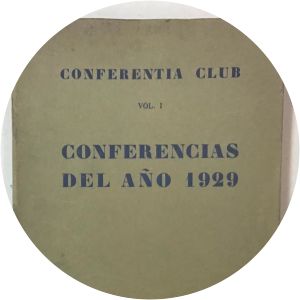 CONFERENTIA CLUB
VOL. I
CONFERENCIAS
DEL AÑO 1929